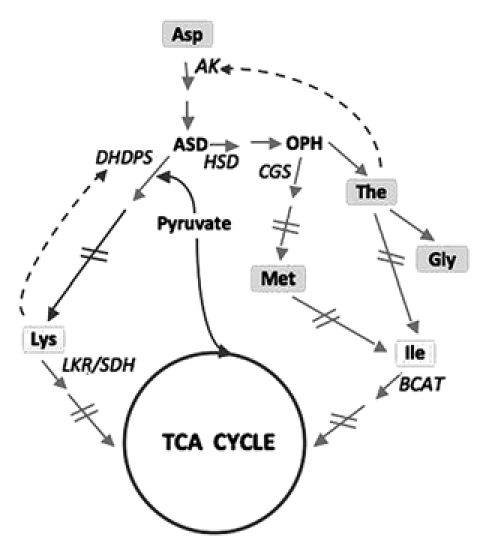 Asp
AK
ASD
HSD
OPH
DHDPS
CGS
The
Pyruvate
Gly
Met
Lys
Ile
LKR/SDH
BCAT
TCA CYCLE